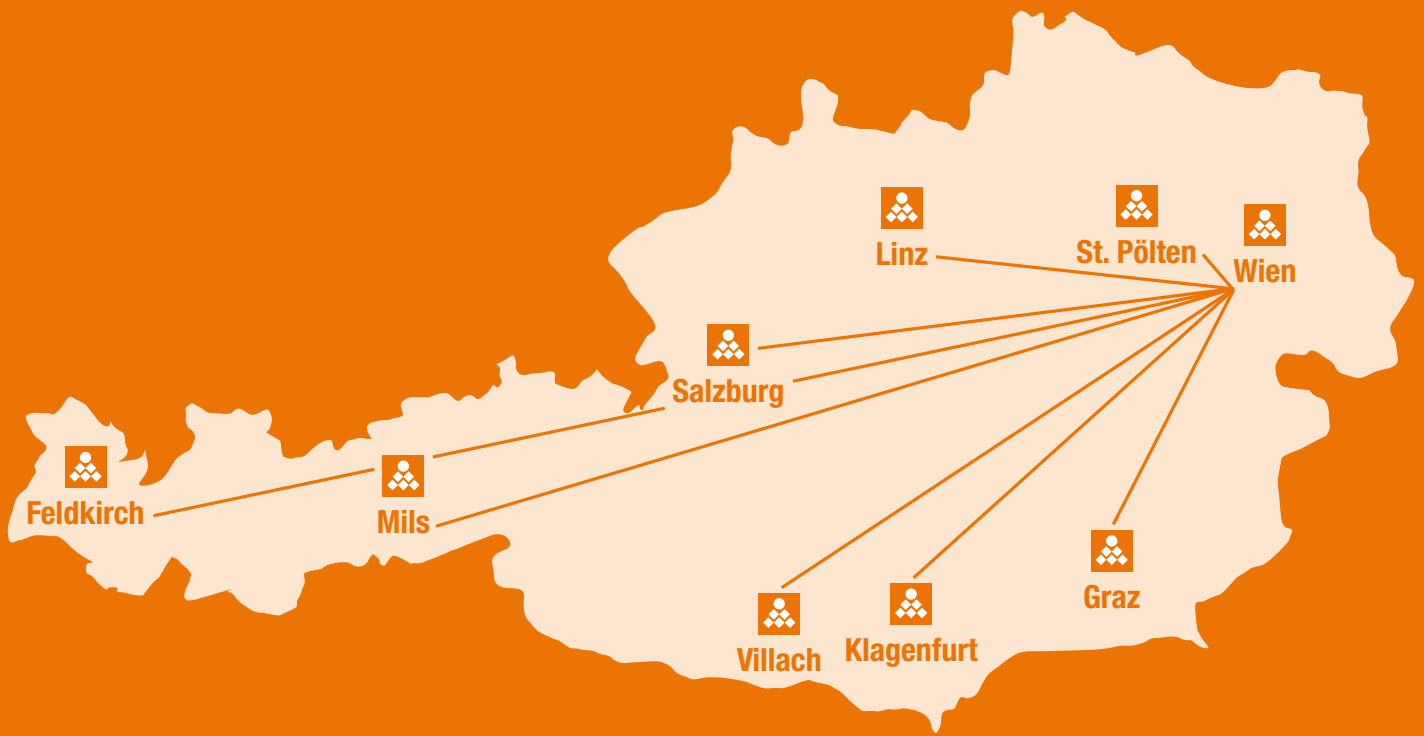 Linz
St. Pölten
Wien
Salzburg
Feldkirch
Mils
Graz
Villach
Klagenfurt